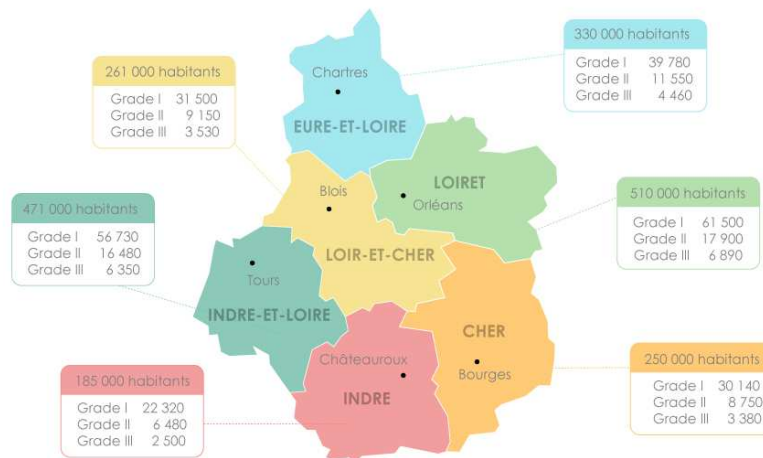 330 000 habitants
Grade I 39 780
Grade II 11 550
Grade III 4 460
261 000 habitants
Grade I 31 500
Grade II 9 150
Grade III 3 530
Chartres
EURE-ET-LOIRE
LOIRET
Orléans
510 000 habitants
Grade I 61 500
Grade II 17 900
Grade III 6 890
Blois
LOIR-ET-CHER
471 000 habitants
Grade I 56 730
Grade II 16 480
Grade III 6 350
Tours
INDRE-ET-LOIRE
CHER
Bourges
250 000 habitants
Grade I 30 140
Grade II 8 750
Grade III 3 380
Châteauroux
INDRE
185 000 habitants
Grade I 22 320
Grade II 6 480
Grade III 2 500